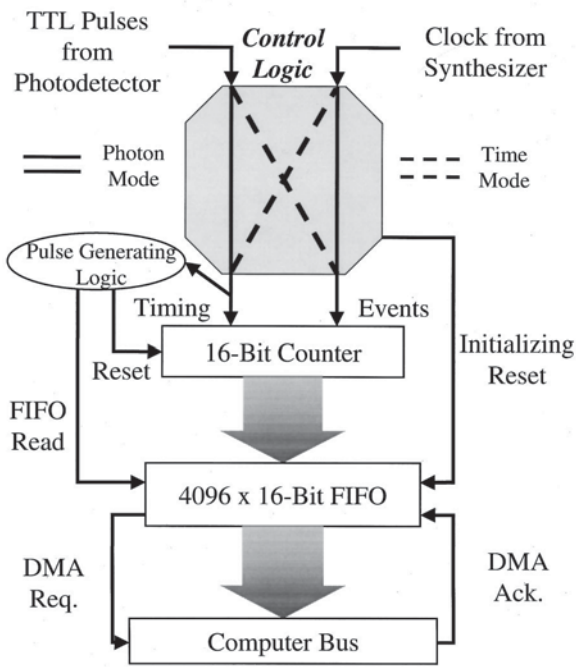 TTL Pulses
from
Photodetector
Control
Logic
Clock from
Synthesizer
Photon
Mode
Time
Mode
Pulse Generating
Logic
Timing
Events
Reset
16-Bit Counter
Initializing
Reset
FIFO
Read
4096 x 16-Bit FIFO
DMA
Req.
DMA
Ack.
Computer Bus